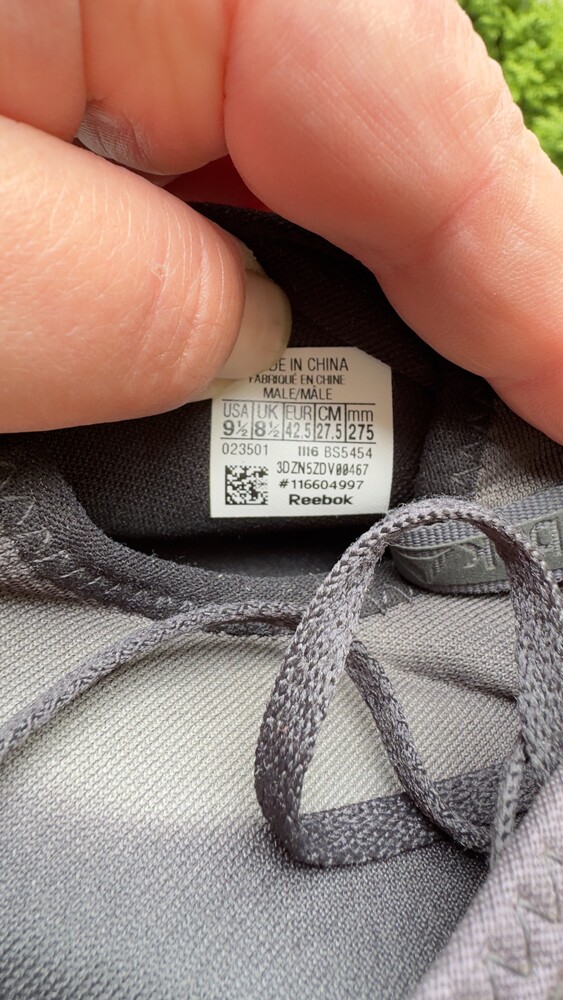 DE IN CHINA
FABRIQUÉ EN CHINE
MALE/MÂLE
USA UK EUR CM mm
9½ 8½ 42.5 27.5 275
023501 1116 BS5454
3DZN5ZDV00467
#116604997
Reebok